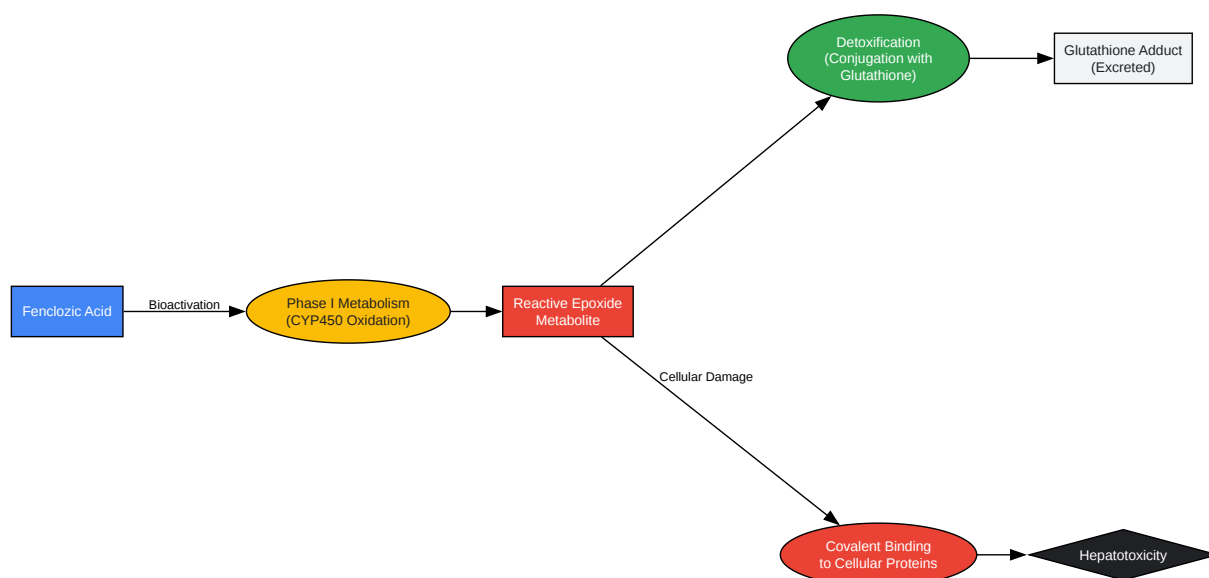 Fenclozic Acid
Bioactivation
Phase I Metabolism
(CYP450 Oxidation)
Reactive Epoxide
Metabolite
Detoxification
(Conjugation with
Glutathione)
Glutathione Adduct
(Excreted)
Cellular Damage
Covalent Binding
to Cellular Proteins
Hepatotoxicity